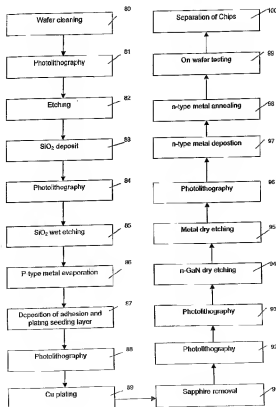 80
Wafer cleaning
81
Photolithography
82
Etching
83
SiO2 deposit
84
Photolithography
85
SiO2 wet etching
86
P type metal evaporation
87
Deposition of adhesion and
plating seeding layer
88
Photolithography
89
Cu plating
Sapphire removal
92
Photolithography
93
Photolithography
94
n-GaN dry etching
95
Metal dry etching
96
Photolithography
97
n-type metal depostion
98
n-type metal annealing
99
On wafer testing
100
Separation of Chips